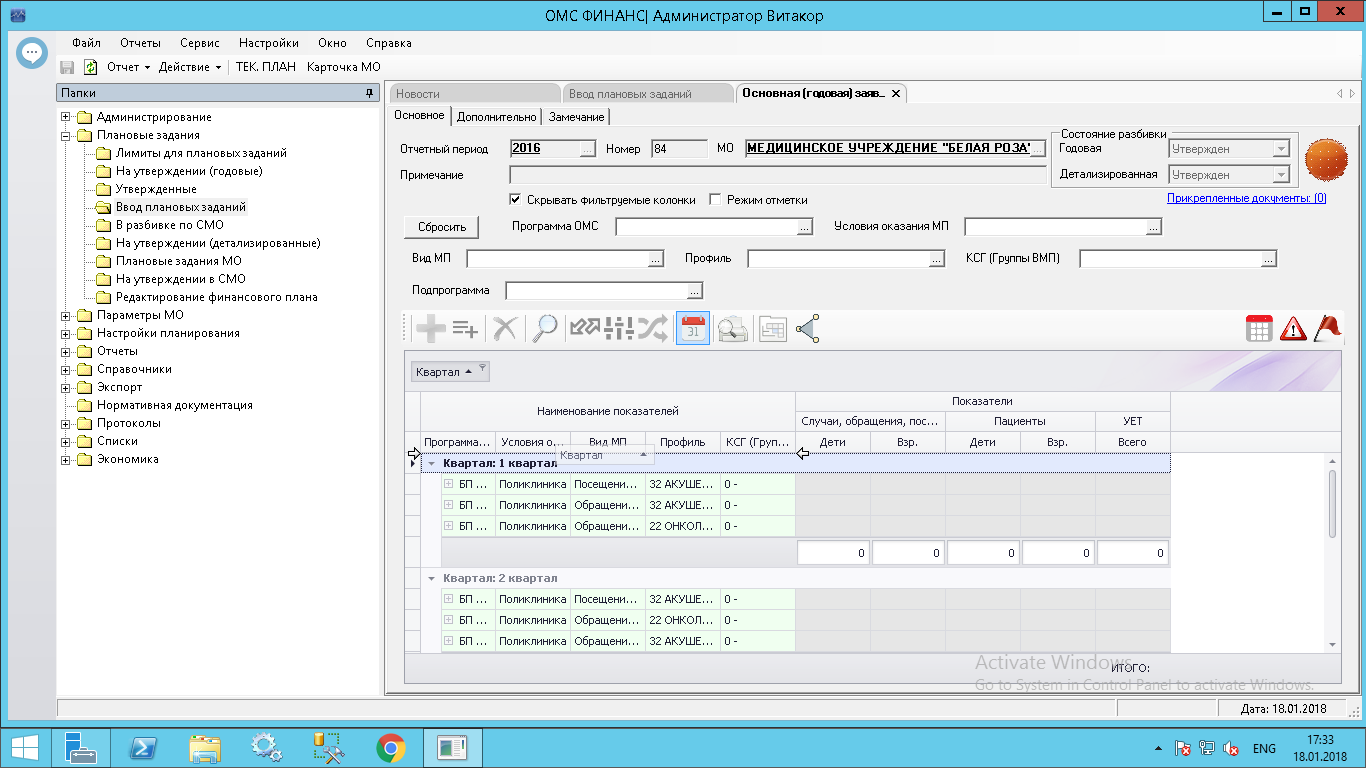 ОМС ФИНАНС| Администратор Витакор
Файл Отчеты Сервис Настройки Окно Справка
Отчет Действие ТЕК. ПЛАН Карточка МО
Папки
Администрирование
Плановые задания
Лимиты для плановых заданий
На утверждении (годовые)
Утвержденные
Ввод плановых заданий
В разбивке по СМО
На утверждении (детализированные)
Плановые задания МО
На утверждении в СМО
Редактирование финансового плана
Параметры МО
Настройки планирования
Отчеты
Справочники
Экспорт
Нормативная документация
Протоколы
Списки
Экономика
Новости Ввод плановых заданий Основная (годовая) заяв...
Основное Дополнительно Замечание
Отчетный период 2016 ... Номер 84 МО МЕДИЦИНСКОЕ УЧРЕЖДЕНИЕ "БЕЛАЯ РОЗА" ...
Примечание
Состояние разбивки
Годовая Утвержден
Детализированная Утвержден
Скрывать фильтруемые колонки Режим отметки
Прикрепленные документы: (0)
Сбросить Программа ОМС ... Условия оказания МП ...
Вид МП ... Профиль ... КСГ (Группы ВМП) ...
Подпрограмма ...
31
Квартал
Наименование показателей Показатели
Случаи, обращения, пос... Пациенты УЕТ
Программа... Условия о... Вид МП Профиль КСГ (Груп... Дети Взр. Дети Взр. Всего
Квартал
Квартал: 1 квартал
БП ... Поликлиника Посещени... 32 АКУШЕ... 0 -
БП ... Поликлиника Обращени... 32 АКУШЕ... 0 -
БП ... Поликлиника Обращени... 22 ОНКОЛ... 0 -
0 0 0 0 0
Квартал: 2 квартал
БП ... Поликлиника Посещени... 32 АКУШЕ... 0 -
БП ... Поликлиника Обращени... 22 ОНКОЛ... 0 -
БП ... Поликлиника Обращени... 32 АКУШЕ... 0 -
ИТОГО:
Activate Windows
Go to System in Control Panel to activate Windows.
Дата: 18.01.2018
ENG
17:33
18.01.2018